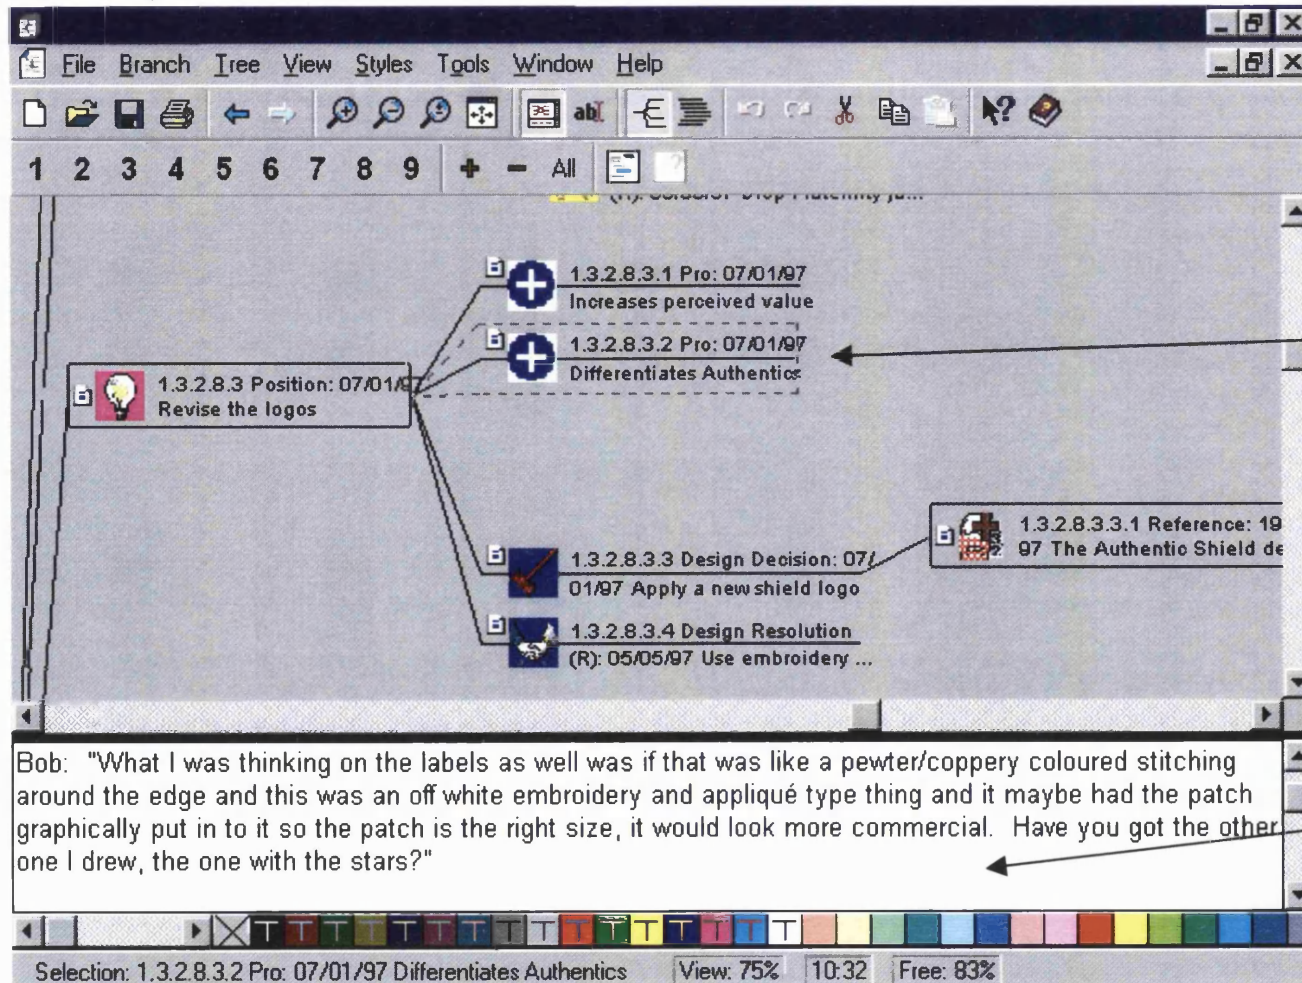 File Branch Tree View Styles Tools Window Help
abI
1 2 3 4 5 6 7 8 9 + - All
1.3.2.8.3.1 Pro: 07/01/97
Increases perceived value
1.3.2.8.3.2 Pro: 07/01/97
Differentiates Authentics
1.3.2.8.3 Position: 07/01/97
Revise the logos
1.3.2.8.3.3 Design Decision: 07/
01/97 Apply a new shield logo
1.3.2.8.3.3.1 Reference: 19
97 The Authentic Shield de
1.3.2.8.3.4 Design Resolution
(R): 05/05/97 Use embroidery ...
Bob: "What I was thinking on the labels as well was if that was like a pewter/coppery coloured stitching
around the edge and this was an off white embroidery and appliqué type thing and it maybe had the patch
graphically put in to it so the patch is the right size, it would look more commercial. Have you got the other
one I drew, the one with the stars?"
T T T T T T T T T T T T T T T T
Selection: 1.3.2.8.3.2 Pro: 07/01/97 Differentiates Authentics View: 75% 10:32 Free: 83%